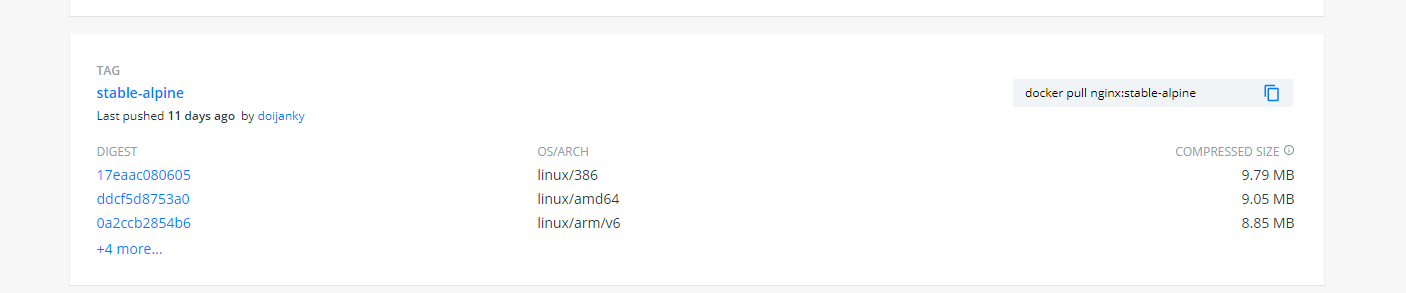 TAG
stable-alpine
docker pull nginx:stable-alpine
Last pushed 11 days ago by doijanky
DIGEST OS/ARCH COMPRESSED SIZE
17eaac080605 linux/386 9.79 MB
ddcf5d8753a0 linux/amd64 9.05 MB
0a2ccb2854b6 linux/arm/v6 8.85 MB
+4 more...